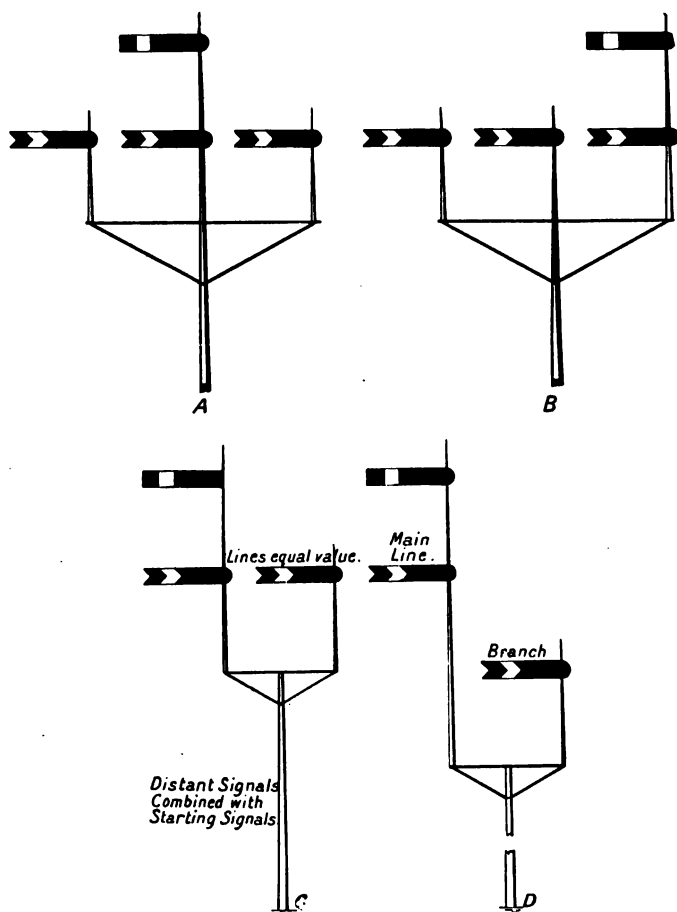 A
B
Lines equal value.
Main
Line.
Branch
Distant Signals
Combined with
Starting Signals.
C
D